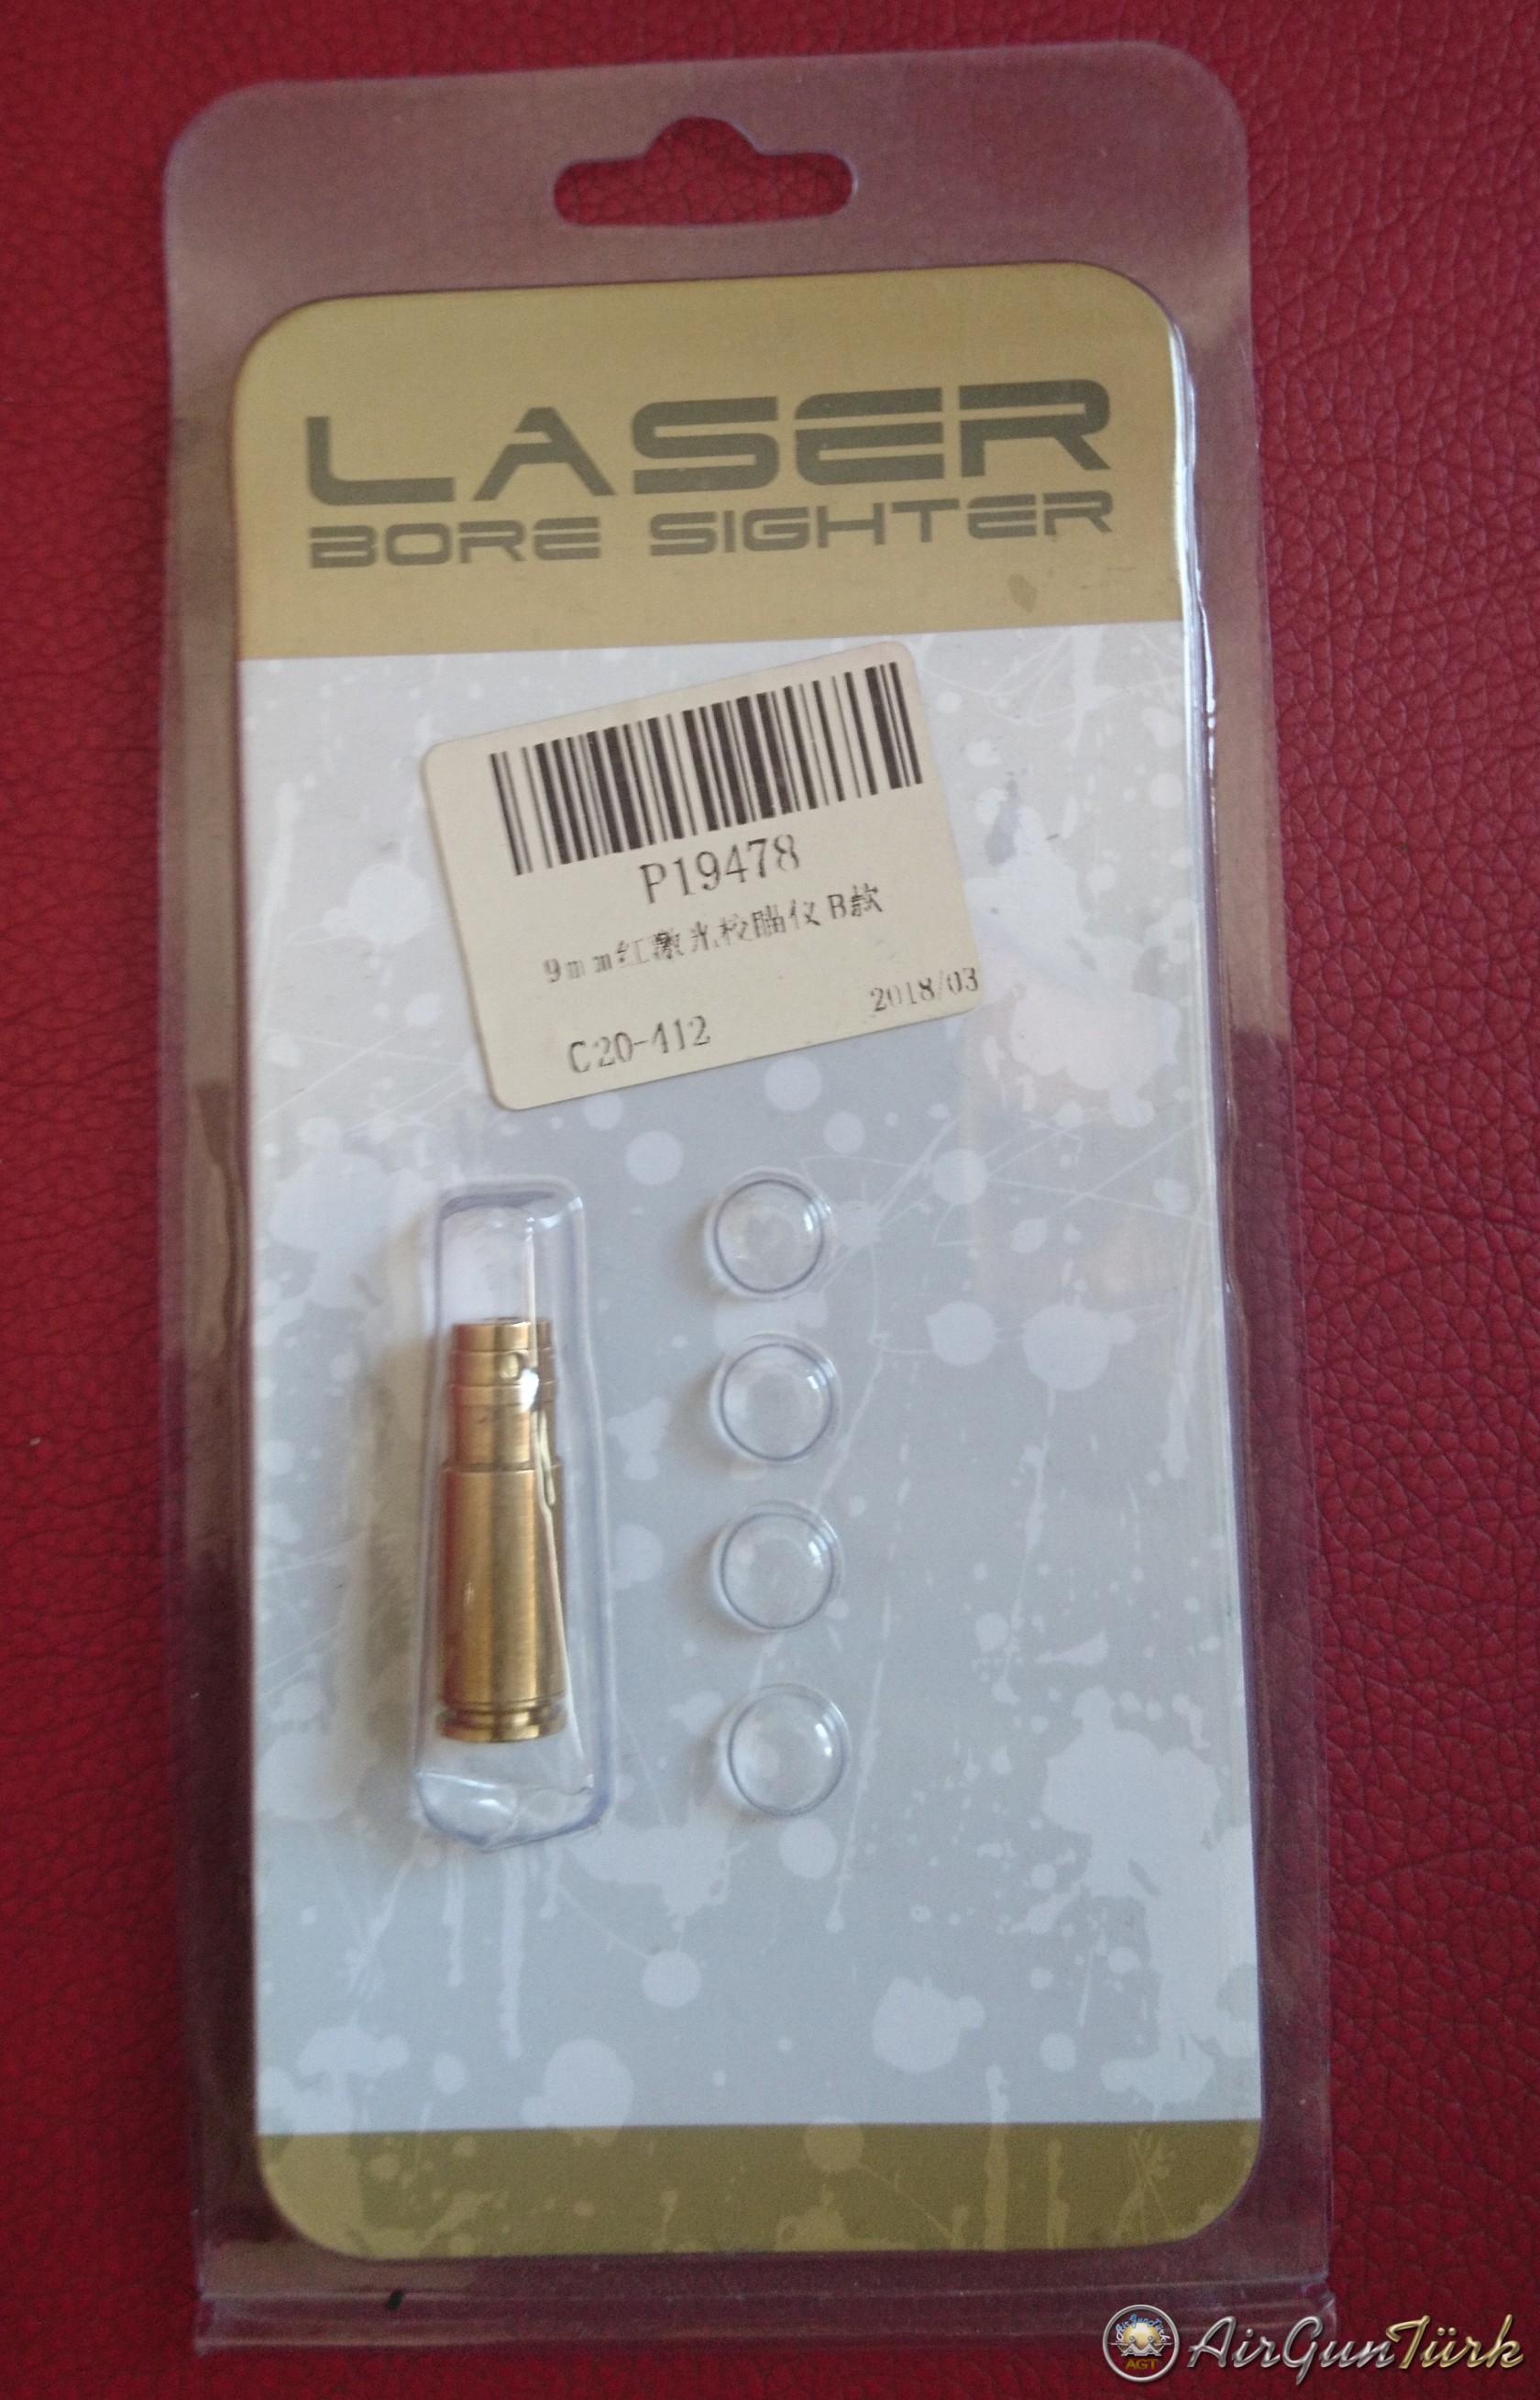 LASER
BORE SIGHTER
P19478
9mm红激光校瞄仪B款
2018/03
C20-412
AirGunTürk
AGT